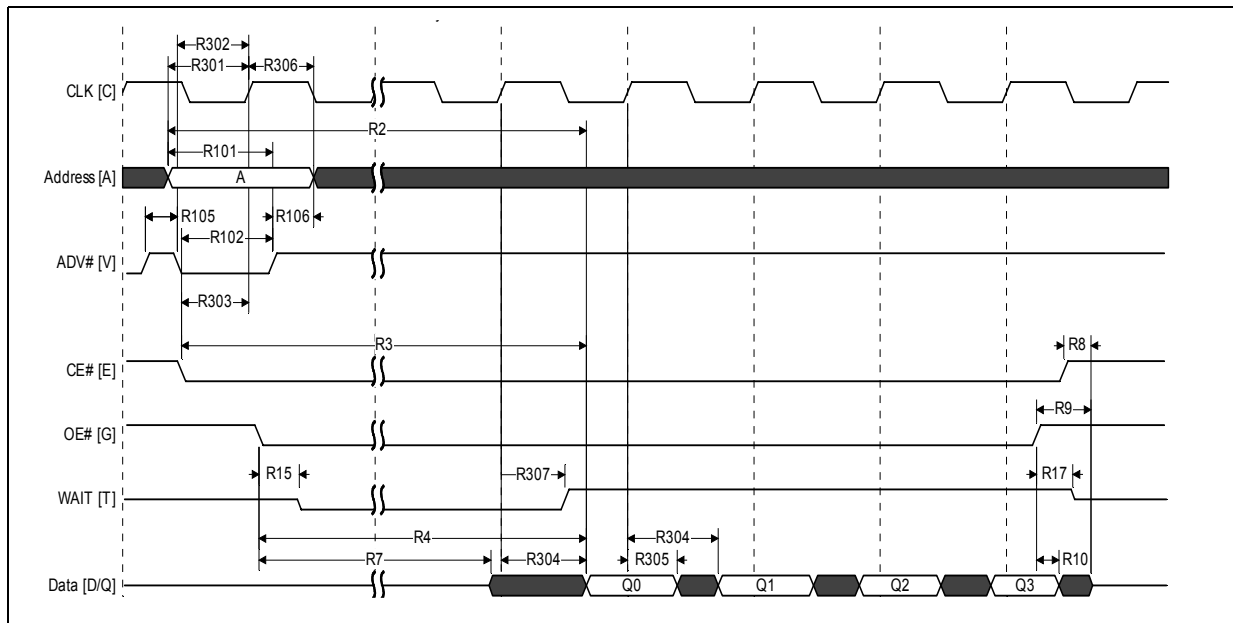 R302
R301 R306
CLK [C]
R2
R101
Address [A] A
R105 R106
R102
ADV# [V]
R303
R3 R8
CE# [E]
R9
OE# [G]
R15 R307 R17
WAIT [T]
R4 R304
R7 R304 R305 R10
Data [D/Q] Q0 Q1 Q2 Q3